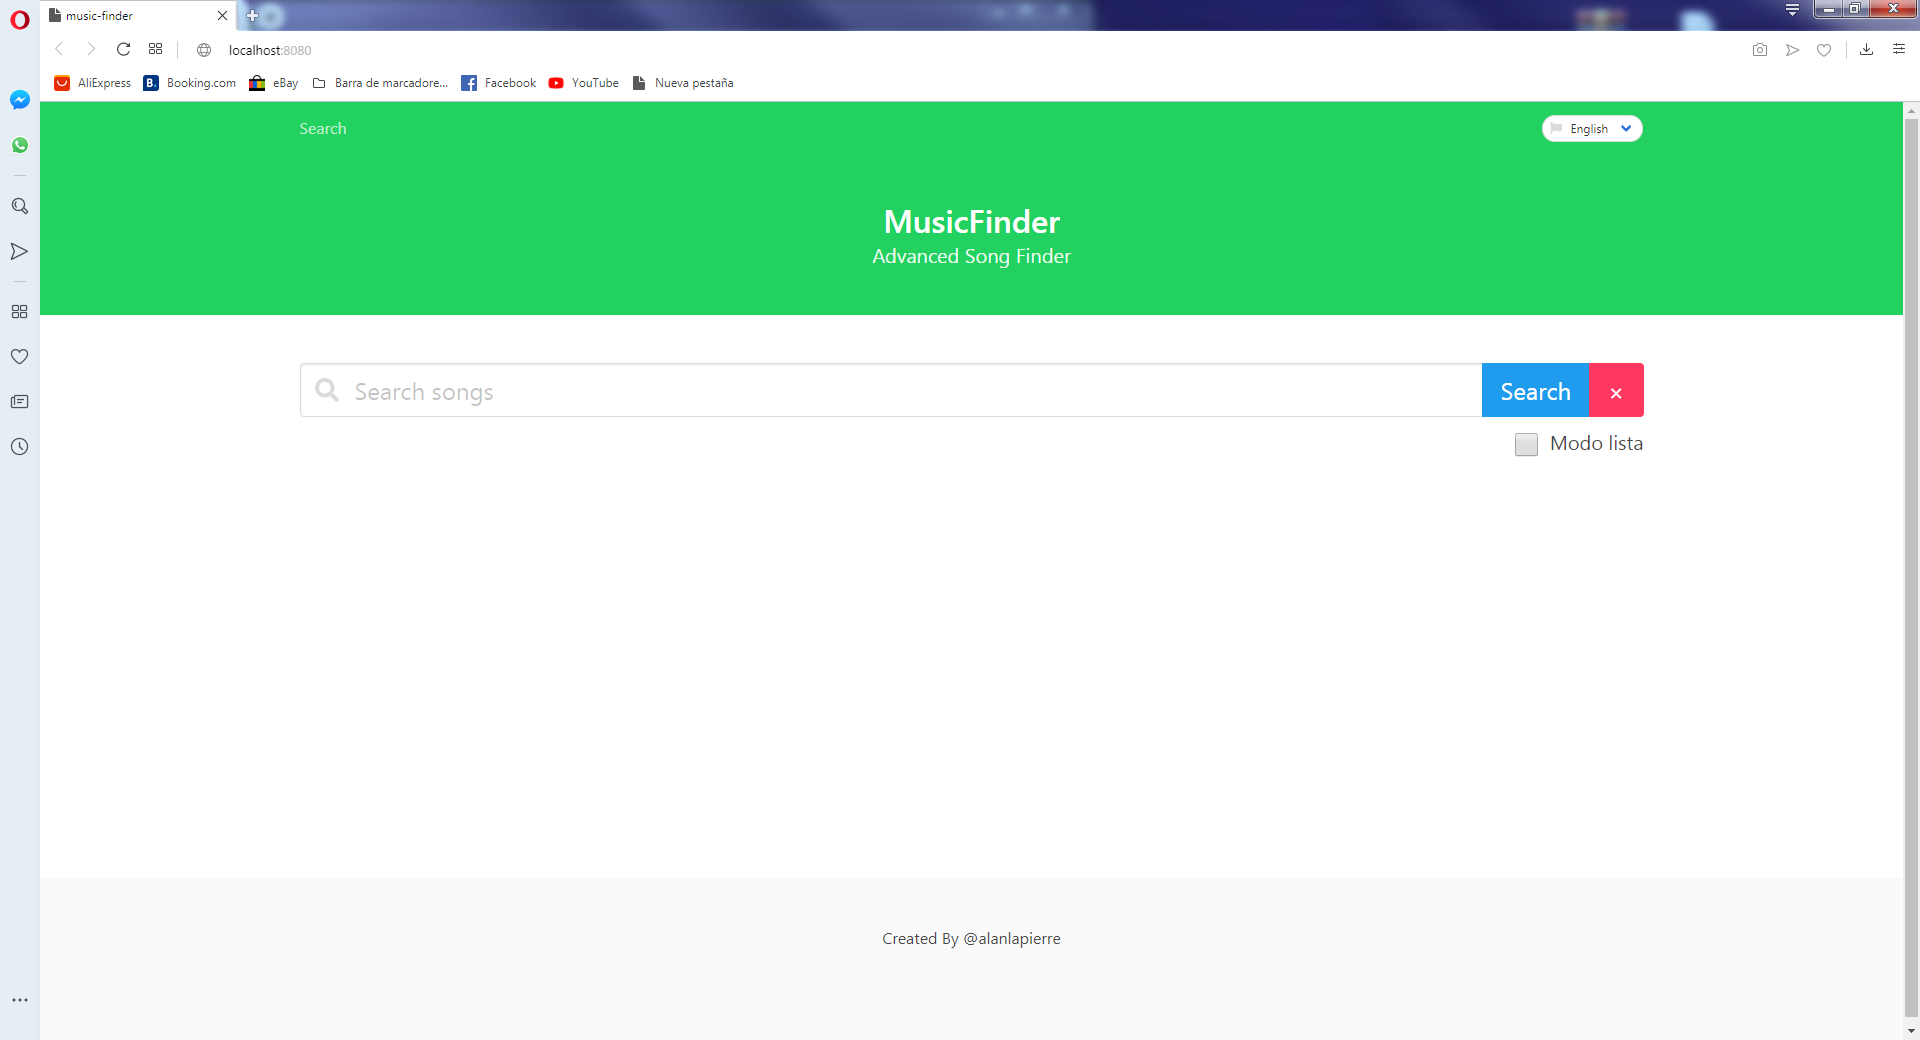 music-finder
localhost:8080
AliExpress Booking.com eBay Barra de marcadore... Facebook YouTube Nueva pestaña
Search English
MusicFinder
Advanced Song Finder
Search songs Search ×
Modo lista
Created By @alanlapierre